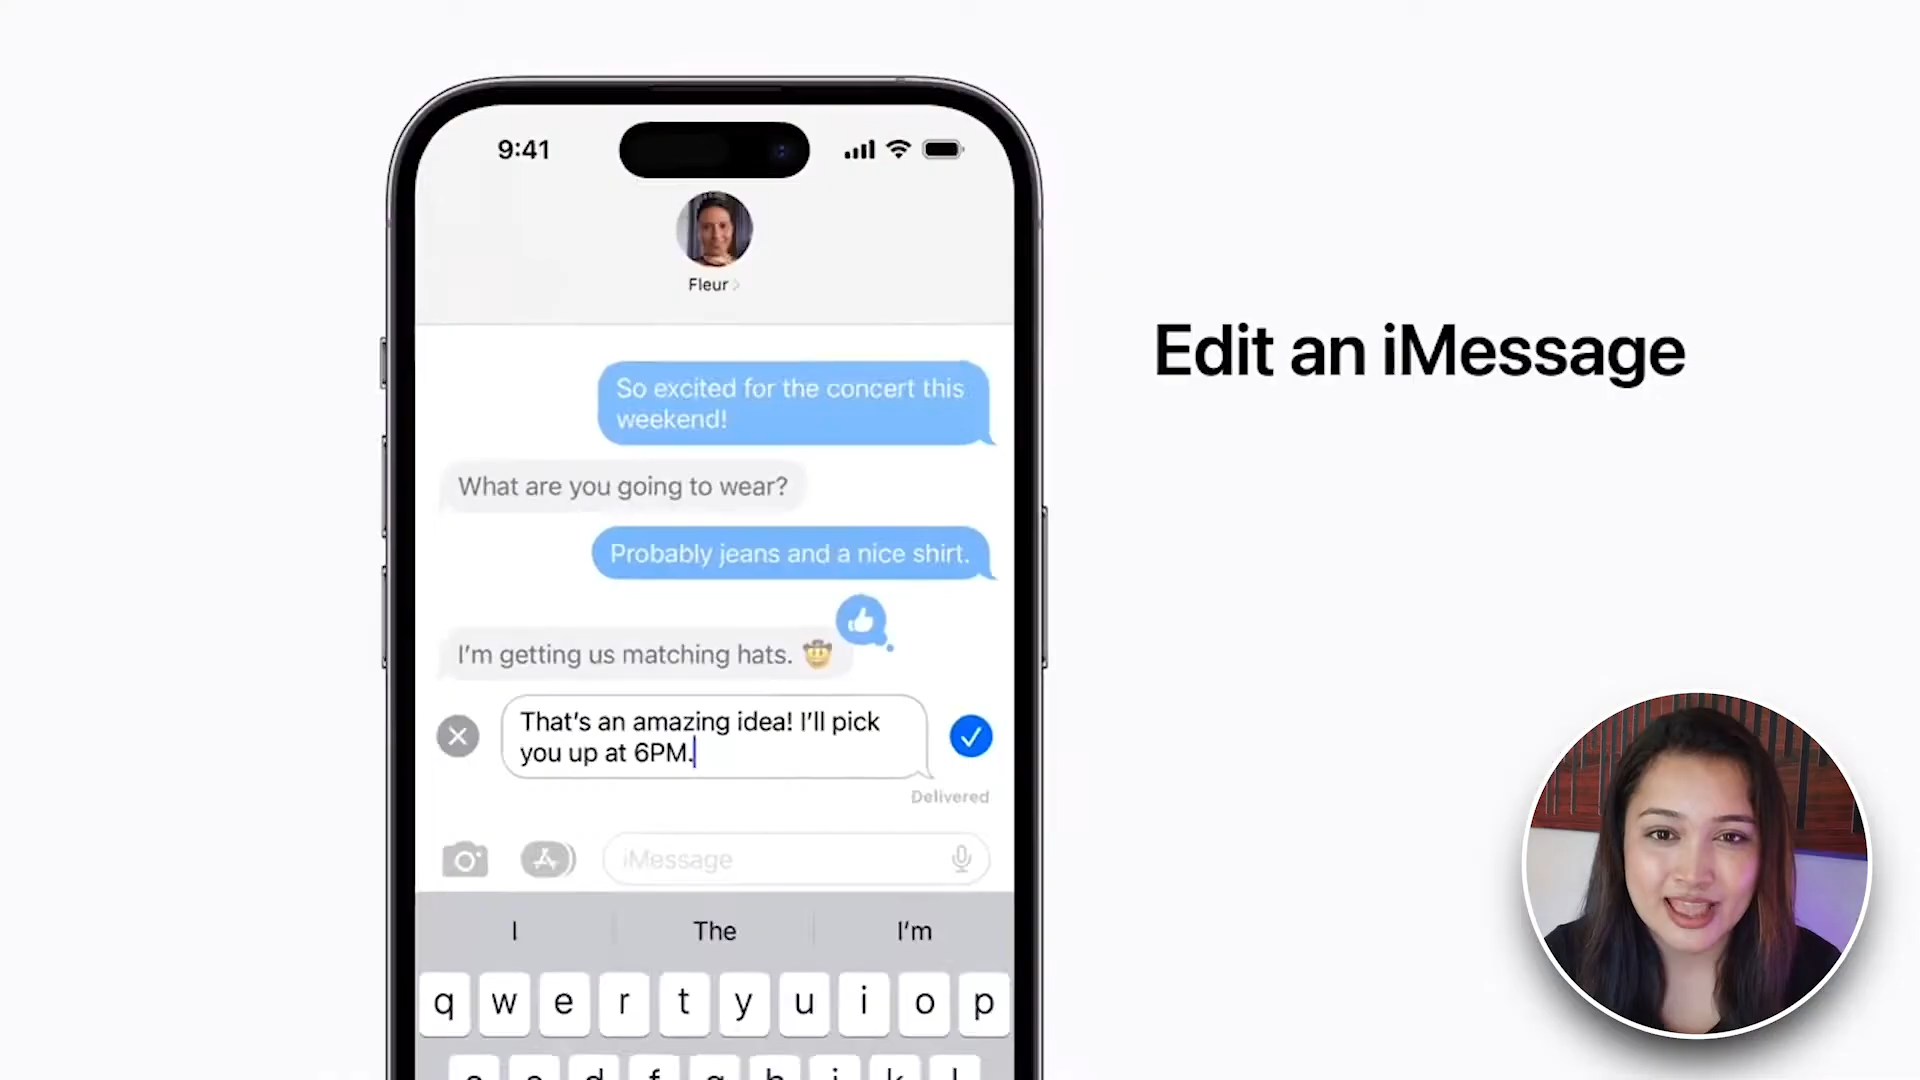 9:41
Fleur
Edit an iMessage
So excited for the concert this
weekend!
What are you going to wear?
Probably jeans and a nice shirt.
I’m getting us matching hats. 🤠
That’s an amazing idea! I’ll pick
you up at 6PM.
Delivered
iMessage
I The I’m
q w e r t y u i o p